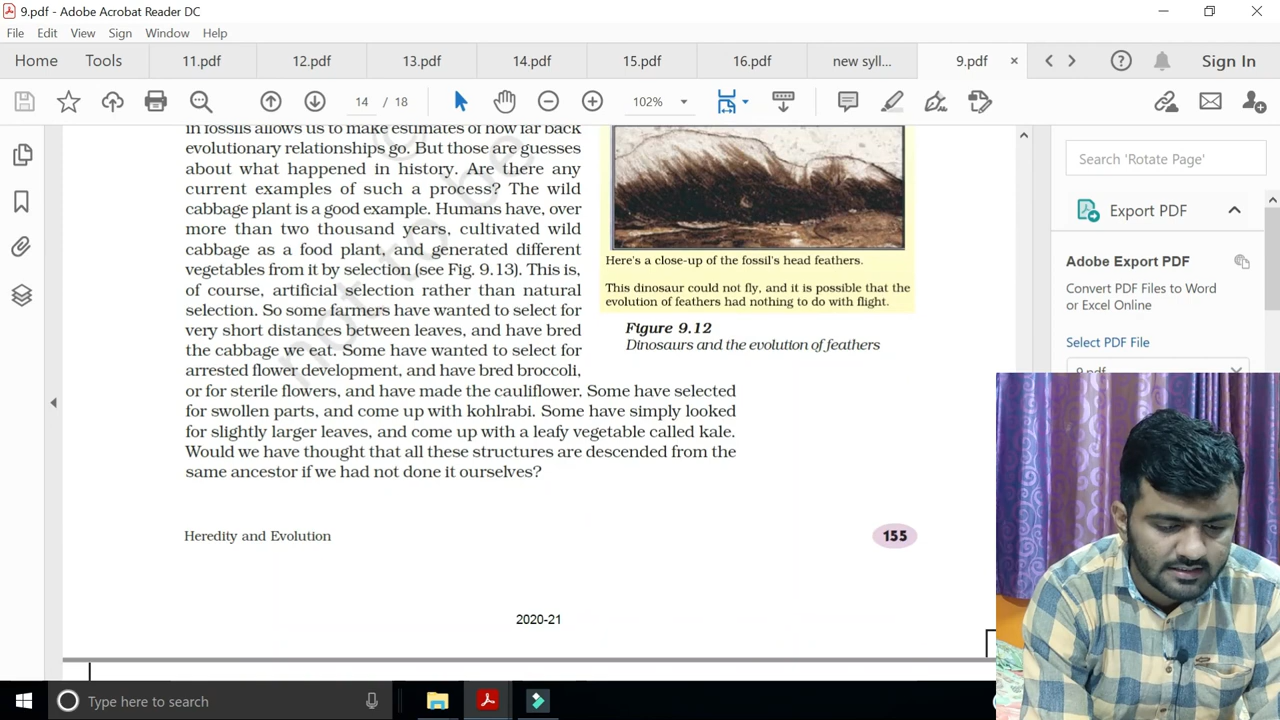 9.pdf - Adobe Acrobat Reader DC
File Edit View Sign Window Help
Home Tools 11.pdf 12.pdf 13.pdf 14.pdf 15.pdf 16.pdf new syll... 9.pdf × Sign In
14 / 18 102%
in fossils allows us to make estimates of how far back
evolutionary relationships go. But those are guesses
about what happened in history. Are there any
current examples of such a process? The wild
cabbage plant is a good example. Humans have, over
more than two thousand years, cultivated wild
cabbage as a food plant, and generated different
vegetables from it by selection (see Fig. 9.13). This is,
of course, artificial selection rather than natural
selection. So some farmers have wanted to select for
very short distances between leaves, and have bred
the cabbage we eat. Some have wanted to select for
arrested flower development, and have bred broccoli,
or for sterile flowers, and have made the cauliflower. Some have selected
for swollen parts, and come up with kohlrabi. Some have simply looked
for slightly larger leaves, and come up with a leafy vegetable called kale.
Would we have thought that all these structures are descended from the
same ancestor if we had not done it ourselves?
Here's a close-up of the fossil's head feathers.
This dinosaur could not fly, and it is possible that the
evolution of feathers had nothing to do with flight.
Figure 9.12
Dinosaurs and the evolution of feathers
Heredity and Evolution
155
2020-21
not to be
©
Search 'Rotate Page'
Export PDF
Adobe Export PDF
Convert PDF Files to Word
or Excel Online
Select PDF File
9.pdf
Type here to search